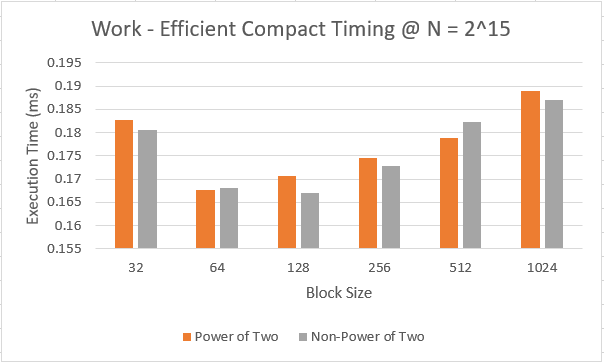 Work - Efficient Compact Timing @ N = 2^15
Execution Time (ms)
0.195
0.19
0.185
0.18
0.175
0.17
0.165
0.16
0.155
32 64 128 256 512 1024
Block Size
Power of Two Non-Power of Two